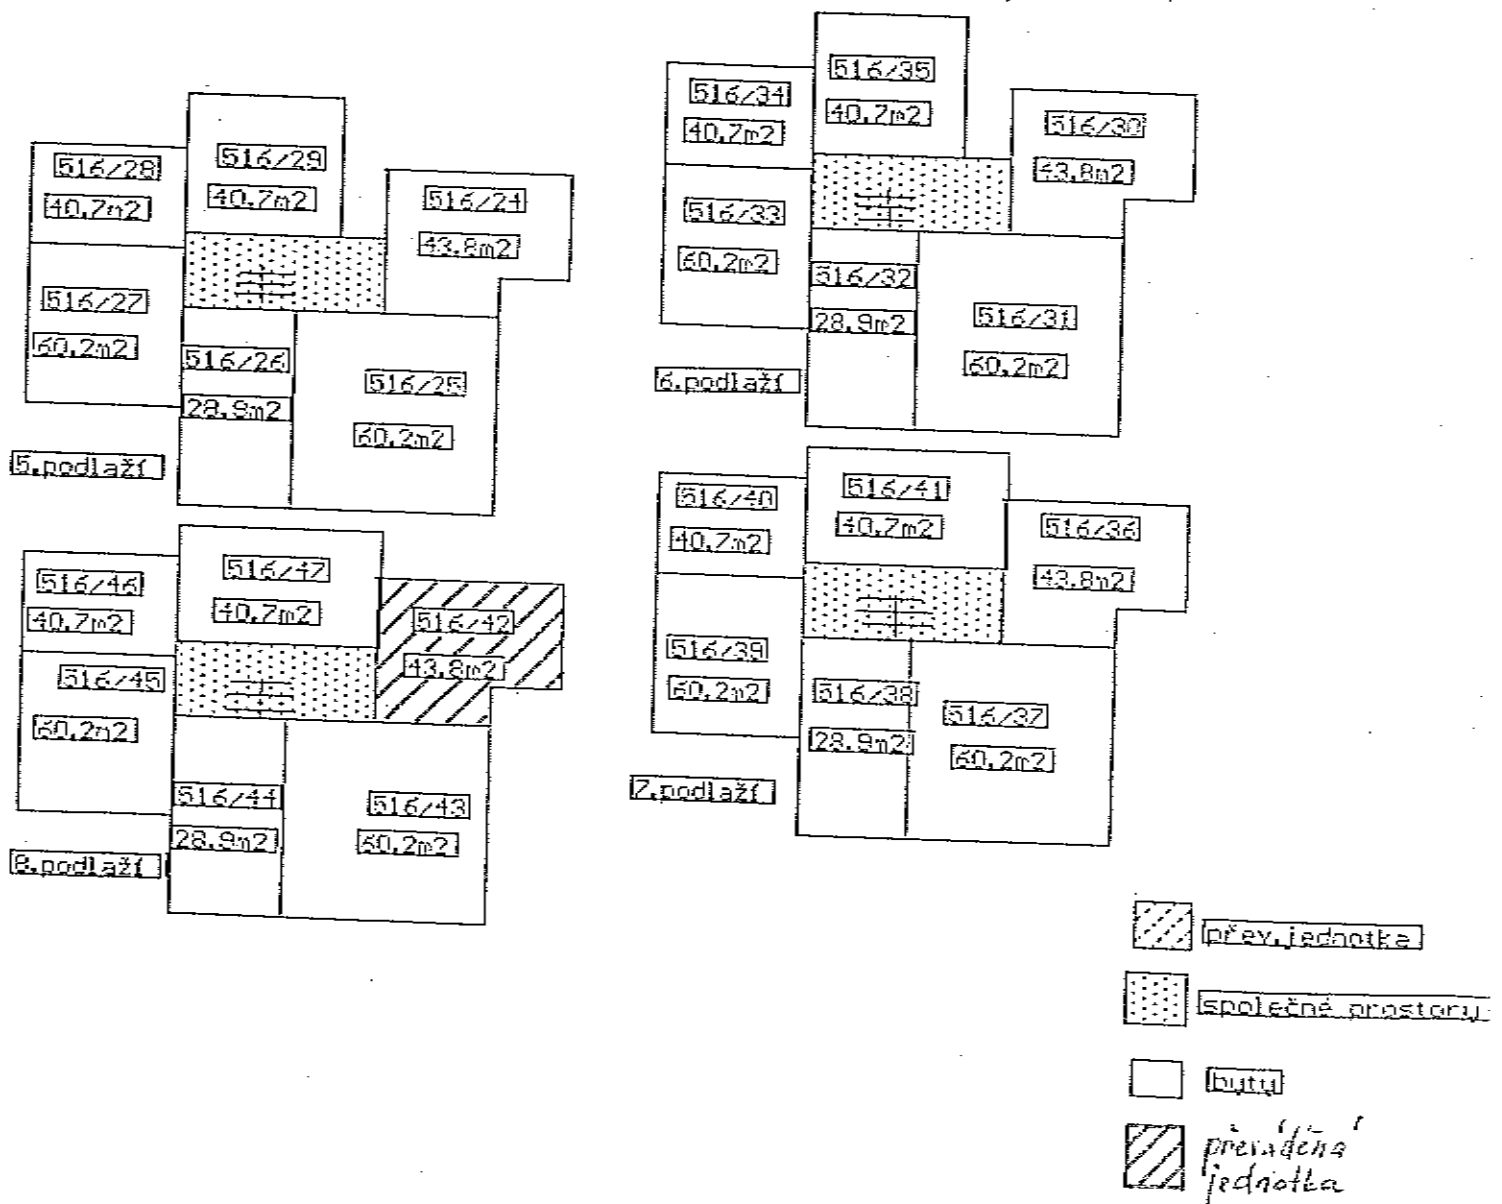 516/29
40.7m2
516/28
40.7m2
516/24
43.8m2
516/27
60.2m2
516/26
28.9m2
516/25
60.2m2
5.podlaží
516/35
40.7m2
516/34
40.7m2
516/30
43.8m2
516/33
60.2m2
516/32
28.9m2
516/31
60.2m2
6.podlaží
516/47
40.7m2
516/46
40.7m2
516/42
43.8m2
516/45
60.2m2
516/44
28.9m2
516/43
60.2m2
8.podlaží
516/41
40.7m2
516/40
40.7m2
516/36
43.8m2
516/39
60.2m2
516/38
28.9m2
516/37
60.2m2
7.podlaží
přev.jednotka
společné prostory
byty
převáděná
jednotka